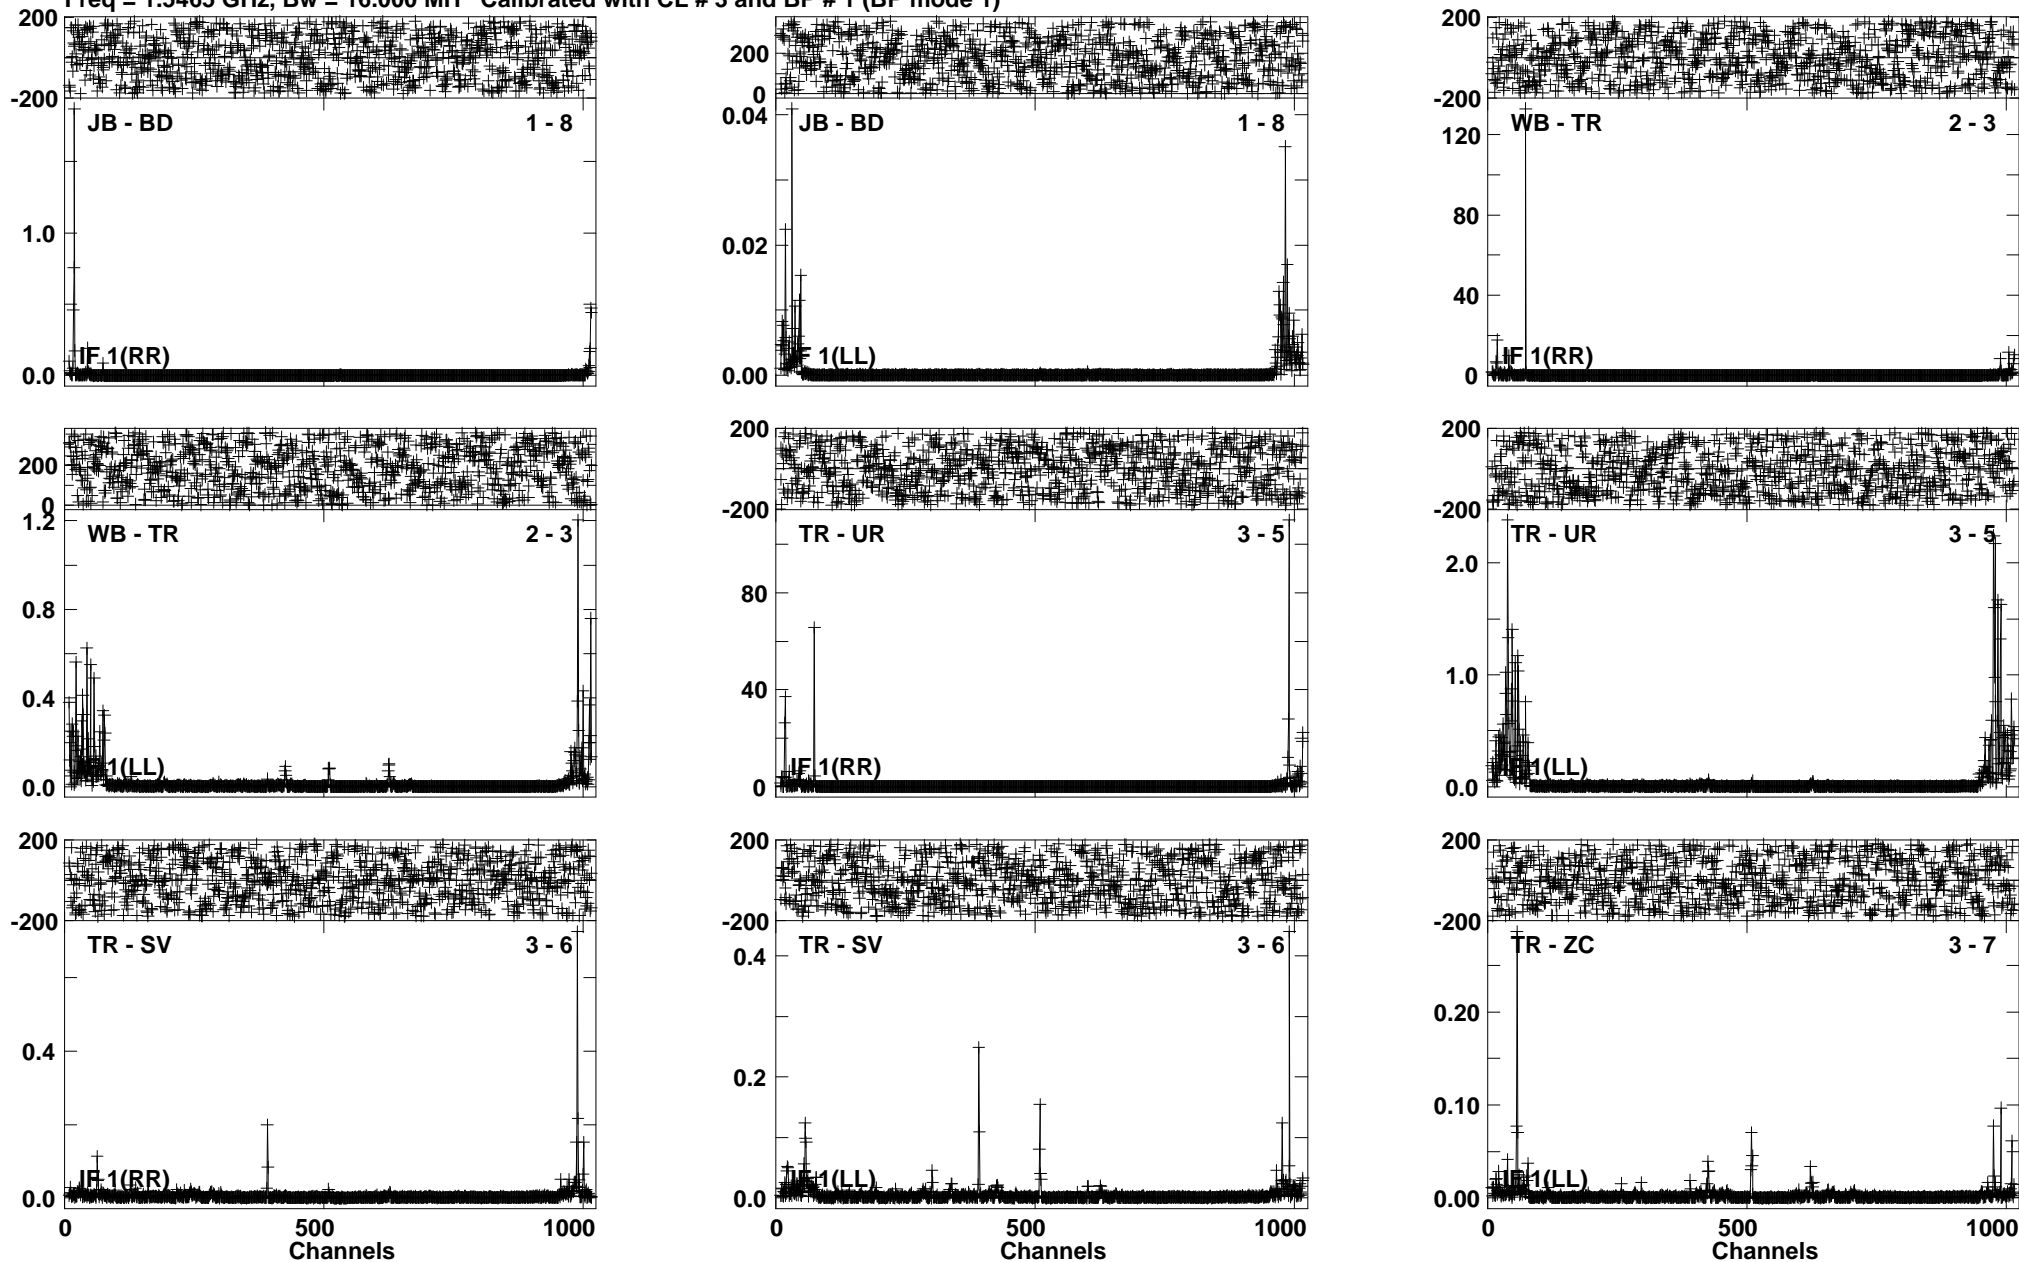 Freq = 1.5465 GHz, Bw = 16.000 MH Calibrated with CL # 3 and BP # 1 (BP mode 1)
200
-200
JB - BD
1 - 8
1.0
0.0
IF 1(RR)
200
0
JB - BD
1 - 8
0.04
0.02
0.00
IF 1(LL)
200
-200
WB - TR
2 - 3
120
80
40
0
IF 1(RR)
200
0
WB - TR
2 - 3
1.2
0.8
0.4
0.0
1(LL)
200
-200
TR - UR
3 - 5
80
40
0
IF 1(RR)
200
-200
TR - UR
3 - 5
2.0
1.0
0.0
IF 1(LL)
200
-200
TR - SV
3 - 6
0.4
0.0
IF 1(RR)
0
500
1000
Channels
200
-200
TR - SV
3 - 6
0.4
0.2
0.0
IF 1(LL)
0
500
1000
Channels
200
-200
TR - ZC
3 - 7
0.20
0.10
0.00
IF 1(LL)
0
500
1000
Channels